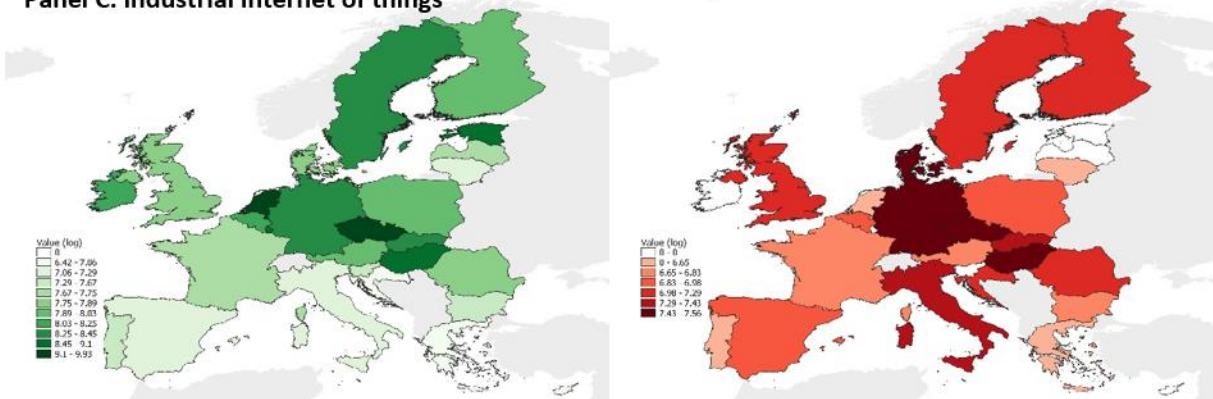 Panel C. Industrial internet of things
Value (log)
0
6.42 - 7.06
7.06 - 7.29
7.29 - 7.67
7.67 - 7.75
7.75 - 7.89
7.89 - 8.03
8.03 - 8.25
8.25 - 8.45
8.45 - 9.1
9.1 - 9.93
Value (log)
0 - 0
0 - 6.65
6.65 - 6.83
6.83 - 6.98
6.98 - 7.29
7.29 - 7.43
7.43 - 7.56